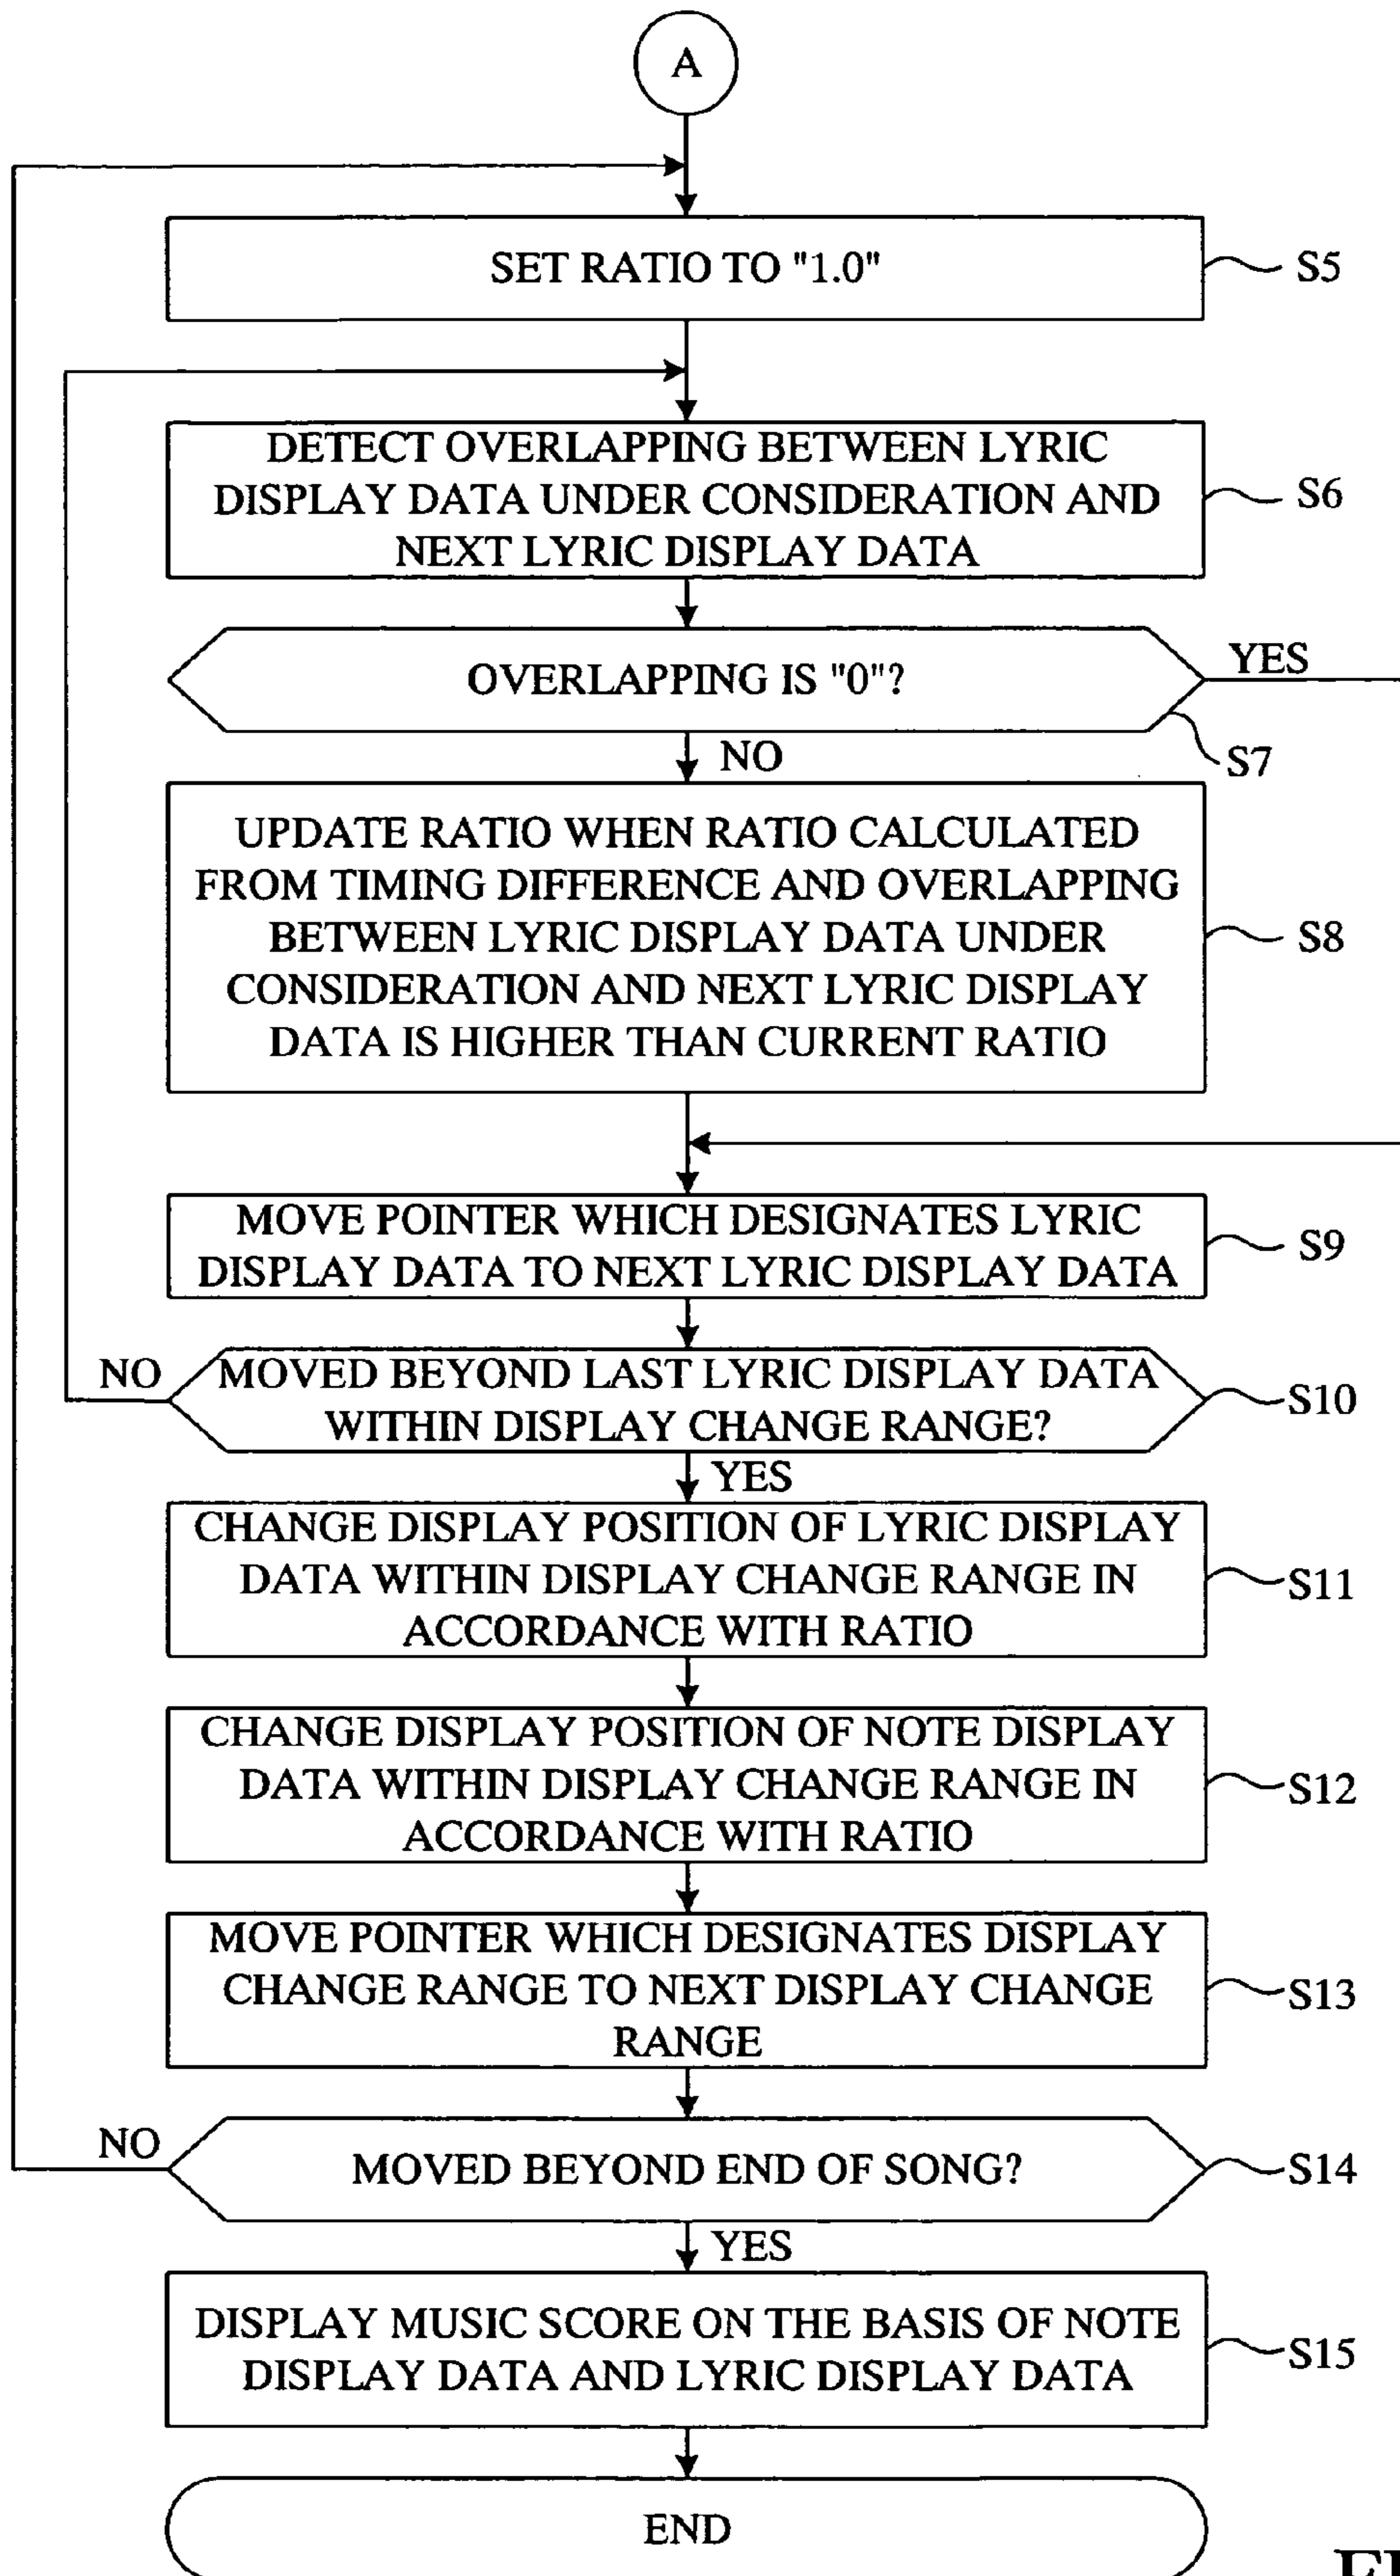 A
SET RATIO TO "1.0"
S5
DETECT OVERLAPPING BETWEEN LYRIC
DISPLAY DATA UNDER CONSIDERATION AND
NEXT LYRIC DISPLAY DATA
S6
OVERLAPPING IS "0"?
YES
S7
NO
UPDATE RATIO WHEN RATIO CALCULATED
FROM TIMING DIFFERENCE AND OVERLAPPING
BETWEEN LYRIC DISPLAY DATA UNDER
CONSIDERATION AND NEXT LYRIC DISPLAY
DATA IS HIGHER THAN CURRENT RATIO
S8
MOVE POINTER WHICH DESIGNATES LYRIC
DISPLAY DATA TO NEXT LYRIC DISPLAY DATA
S9
NO
MOVED BEYOND LAST LYRIC DISPLAY DATA
WITHIN DISPLAY CHANGE RANGE?
S10
YES
CHANGE DISPLAY POSITION OF LYRIC DISPLAY
DATA WITHIN DISPLAY CHANGE RANGE IN
ACCORDANCE WITH RATIO
S11
CHANGE DISPLAY POSITION OF NOTE DISPLAY
DATA WITHIN DISPLAY CHANGE RANGE IN
ACCORDANCE WITH RATIO
S12
MOVE POINTER WHICH DESIGNATES DISPLAY
CHANGE RANGE TO NEXT DISPLAY CHANGE
RANGE
S13
NO
MOVED BEYOND END OF SONG?
S14
YES
DISPLAY MUSIC SCORE ON THE BASIS OF NOTE
DISPLAY DATA AND LYRIC DISPLAY DATA
S15
END